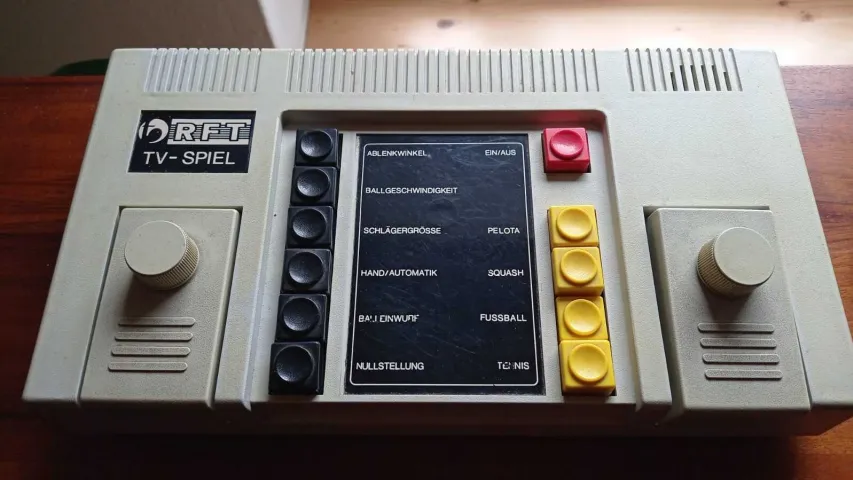 RFT
TV-SPIEL
ABLENKWINKEL EIN/AUS
BALLGESCHWINDIGKEIT
SCHLÄGERGRÖSSE PELOTA
HAND/AUTOMATIK SQUASH
BALLEINWURF FUSSBALL
NULLSTELLUNG TENNIS